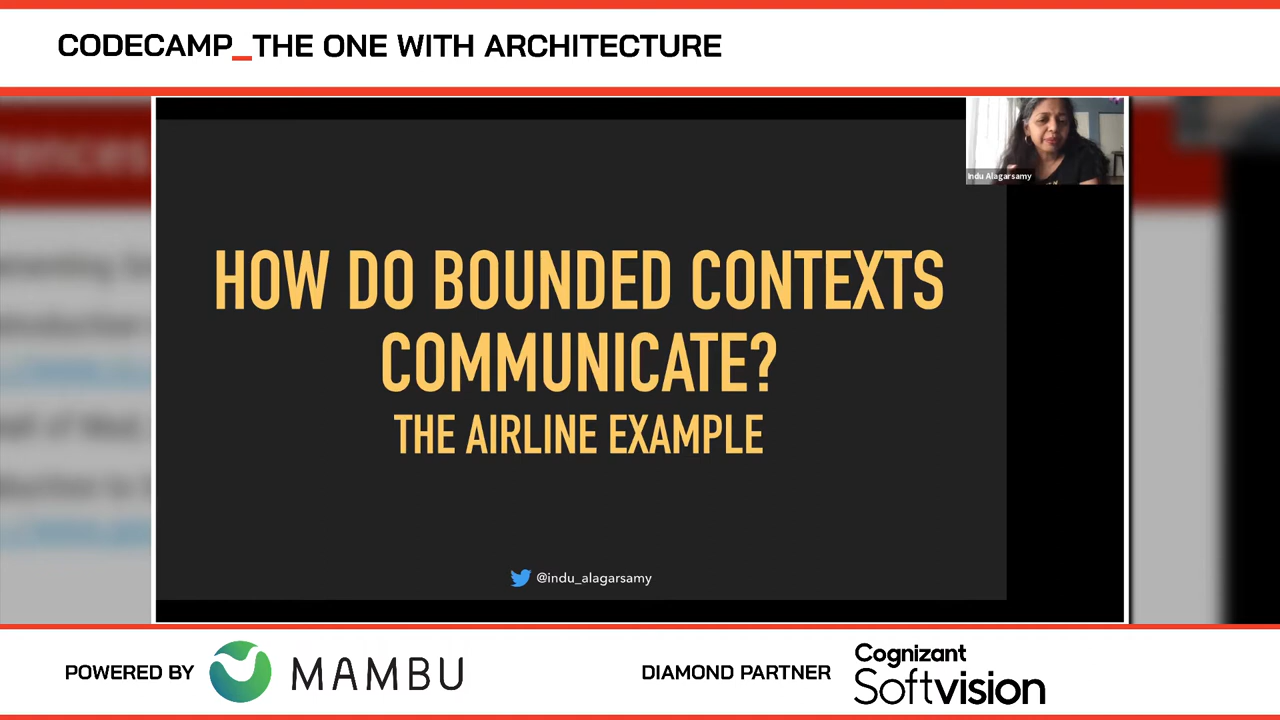 CODECAMP_THE ONE WITH ARCHITECTURE
Indu Alagarsamy
HOW DO BOUNDED CONTEXTS
COMMUNICATE?
THE AIRLINE EXAMPLE
@indu_alagarsamy
POWERED BY MAMBU
DIAMOND PARTNER
Cognizant
Softvision